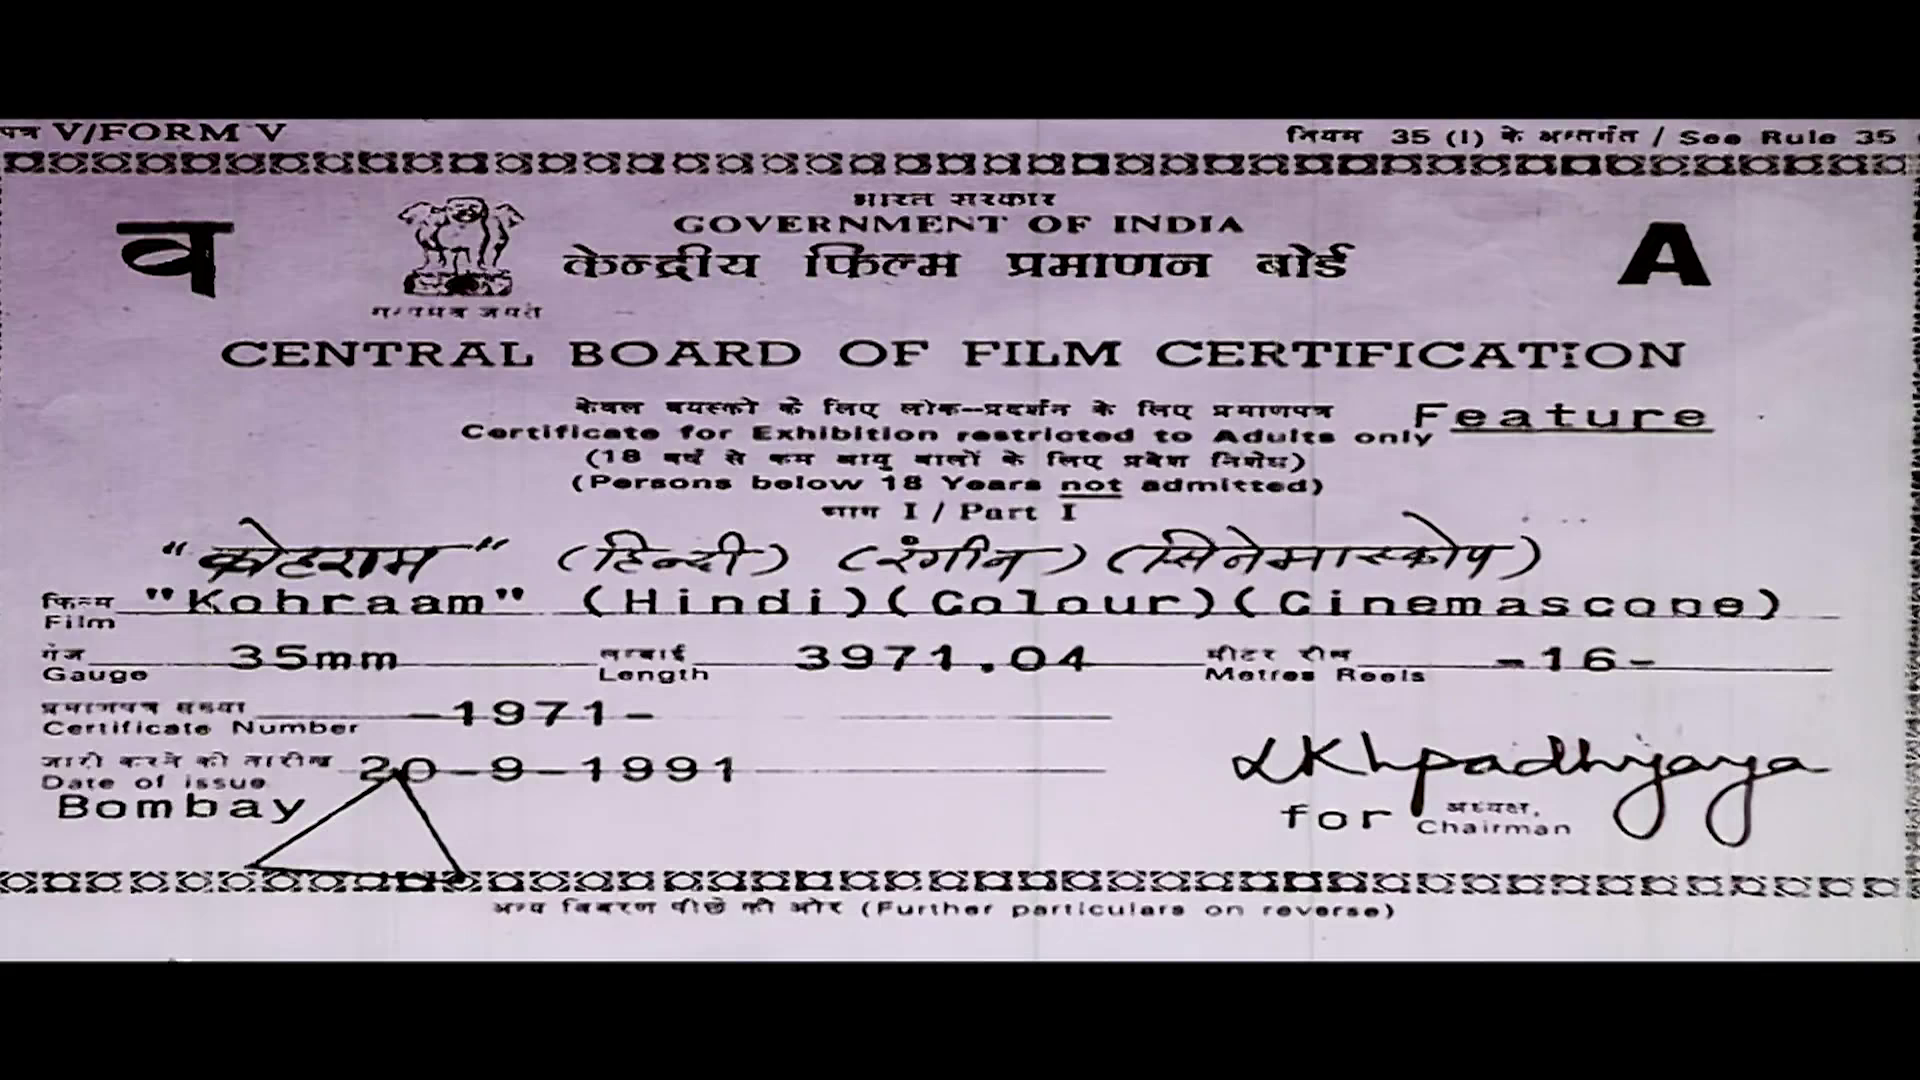 पत्र V/FORM V
नियम 35 (I) के अन्तर्गत / See Rule 35
भारत सरकार
GOVERNMENT OF INDIA
व
केन्द्रीय फिल्म प्रमाणन बोर्ड
A
CENTRAL BOARD OF FILM CERTIFICATION
केवल वयस्कों के लिए लोक-प्रदर्शन के लिए प्रमाणपत्र
Feature
Certificate for Exhibition restricted to Adults only
(18 वर्ष से कम आयु वालों के लिए प्रवेश निशेध)
(Persons below 18 Years not admitted)
भाग I / Part I
"कोहराम" (हिन्दी) (रंगीन) (सिनेमास्कोप)
फिल्म "Kohraam" (Hindi)(Colour)(Cinemascope)
Film
गेज 35mm लम्बाई 3971.04 मीटर रील -16-
Gauge Length Metres Reels
प्रमाणपत्र संख्या -1971-
Certificate Number
जारी करने की तारीख 20-9-1991
Date of issue
Bombay
for अध्यक्ष,
Chairman
अन्य विवरण पीछे की ओर (Further particulars on reverse)